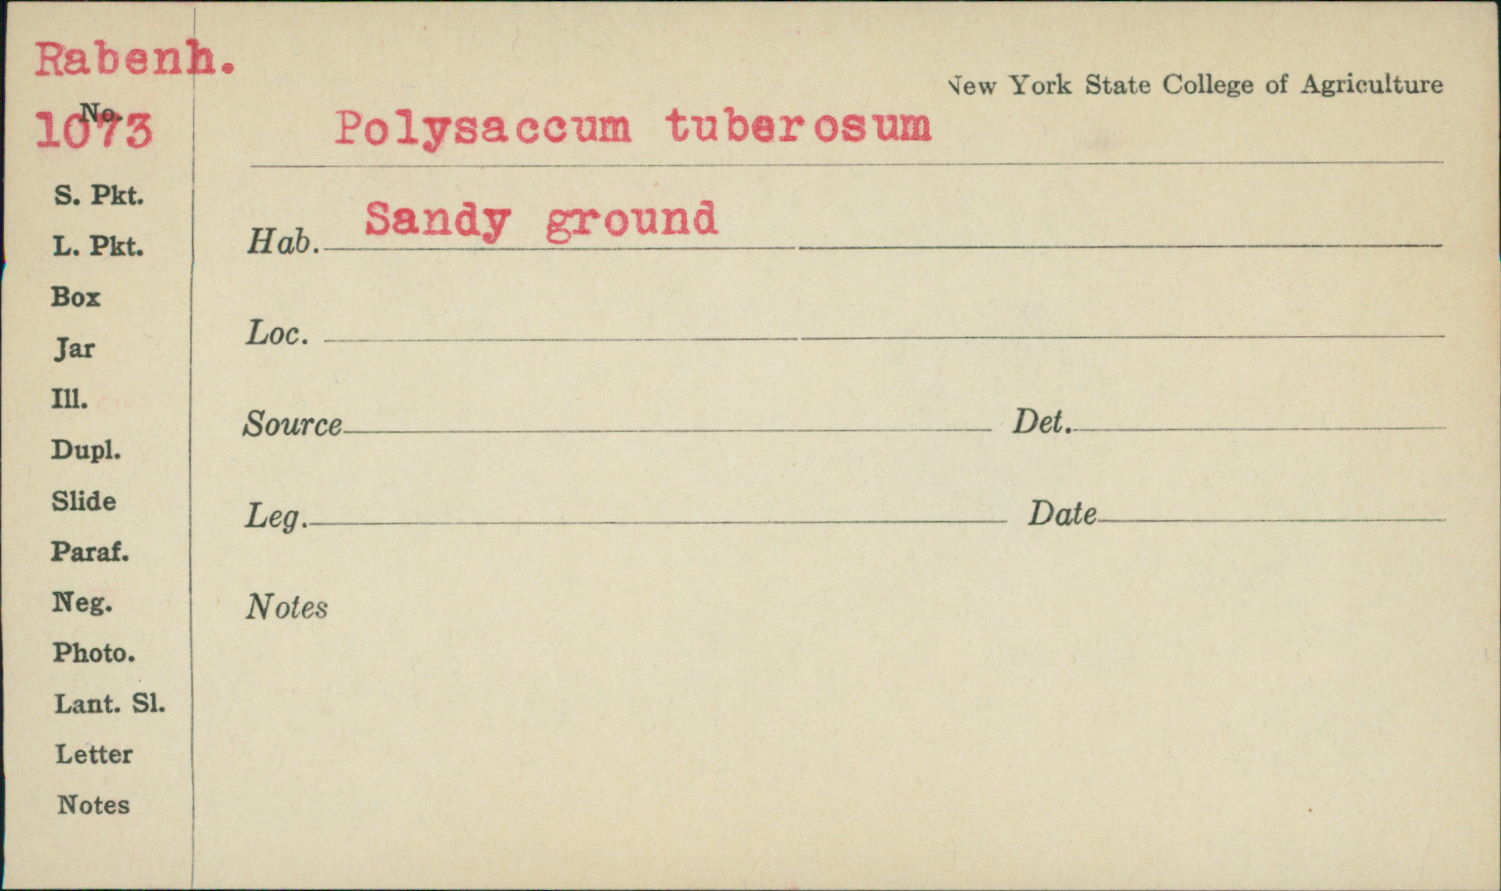 Rabenh.
New York State College of Agriculture
No.
1073
Polysaccum tuberosum
S. Pkt.
Hab. Sandy ground
L. Pkt.
Box
Loc.
Jar
Ill.
Source Det.
Dupl.
Slide
Leg. Date
Paraf.
Neg.
Notes
Photo.
Lant. Sl.
Letter
Notes